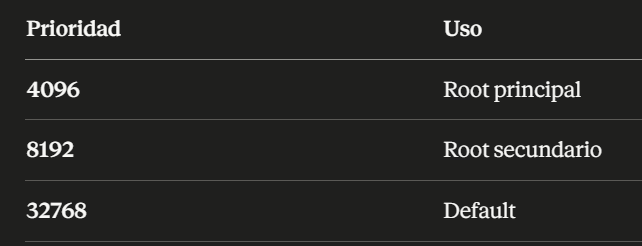 Prioridad Uso
4096 Root principal
8192 Root secundario
32768 Default